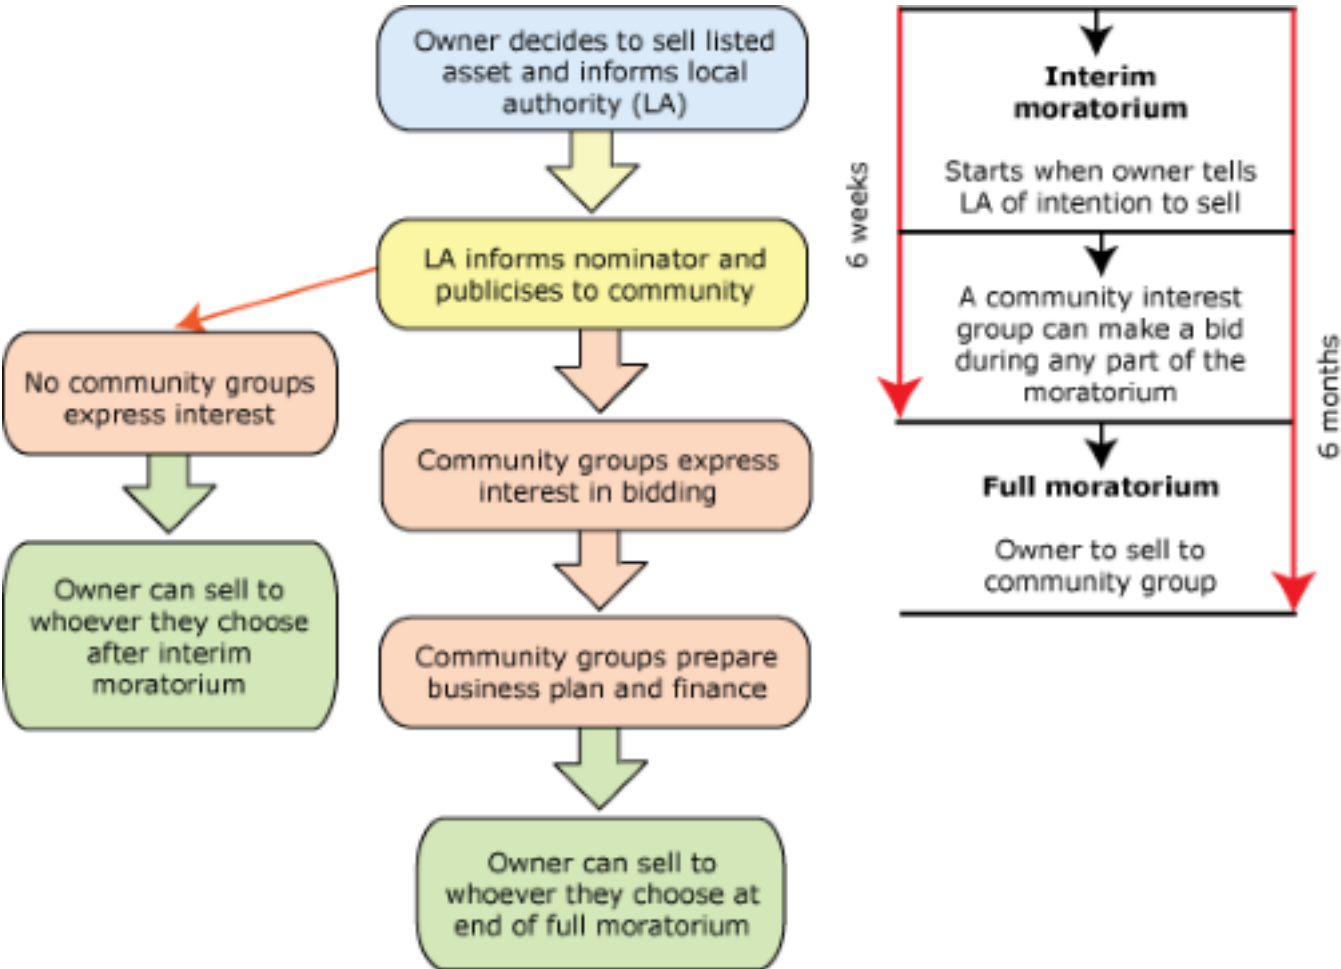 Owner decides to sell listed
asset and informs local
authority (LA)
LA informs nominator and
publicises to community
No community groups
express interest
Owner can sell to
whoever they choose
after interim
moratorium
Community groups express
interest in bidding
Community groups prepare
business plan and finance
Owner can sell to
whoever they choose at
end of full moratorium
6 weeks
Interim
moratorium
Starts when owner tells
LA of intention to sell
A community interest
group can make a bid
during any part of the
moratorium
Full moratorium
Owner to sell to
community group
6 months